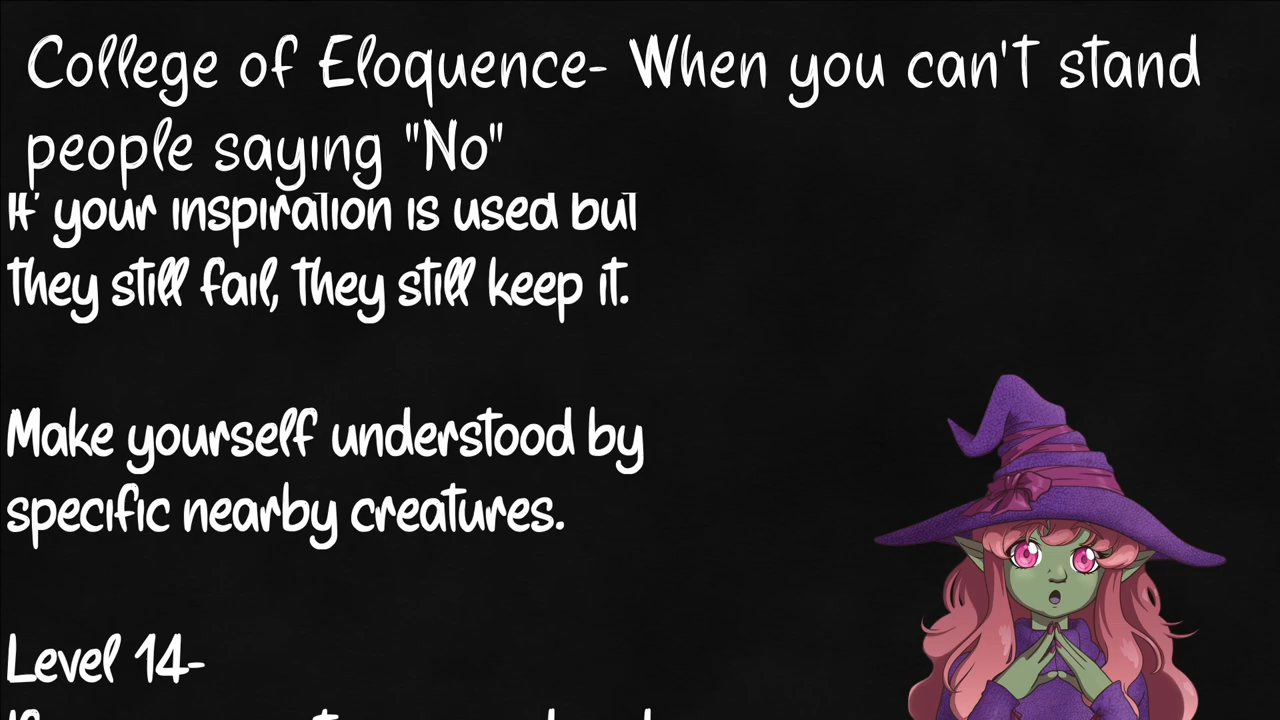 College of Eloquence- When you can't stand
people saying "No"
If your inspiration is used but
they still fail, they still keep it.
Make yourself understood by
specific nearby creatures.
Level 14-